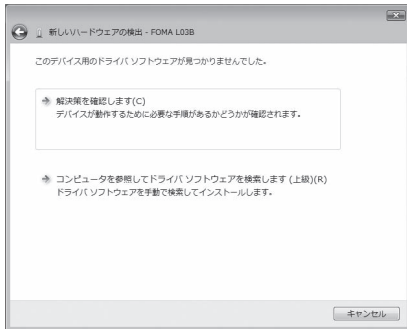 新しいハードウェアの検出 - FOMA L03B
このデバイス用のドライバ ソフトウェアが見つかりませんでした。
解決策を確認します(C)
デバイスが動作するために必要な手順があるかどうかが確認されます。
コンピュータを参照してドライバ ソフトウェアを検索します (上級)(R)
ドライバ ソフトウェアを手動で検索してインストールします。
キャンセル